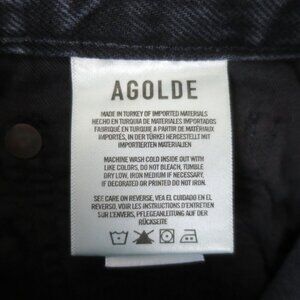 AGOLDE
MADE IN TURKEY OF IMPORTED MATERIALS
HECHO EN TURQUIA DE MATERIALES IMPORTADOS
FABRIQUÉ EN TURQUIE A PARTIR DE MATÉRIAUX
IMPORTÉS, IN DER TÜRKEI HERGESTELLT MIT
IMPORTIERTEN MATERIALIEN
MACHINE WASH COLD INSIDE OUT WITH
LIKE COLORS, DO NOT BLEACH, TUMBLE
DRY LOW, IRON MEDIUM IF NECESSARY,
IF DECORATED OR PRINTED DO NOT IRON.
SEE CARE ON REVERSE, VEA EL CUIDADO EN EL
REVERSO, VOIR LES INSTRUCTIONS D'ENTRETIEN
SUR L'ENVERS, PFLEGEANLEITUNG AUF DER
RÜCKSEITE